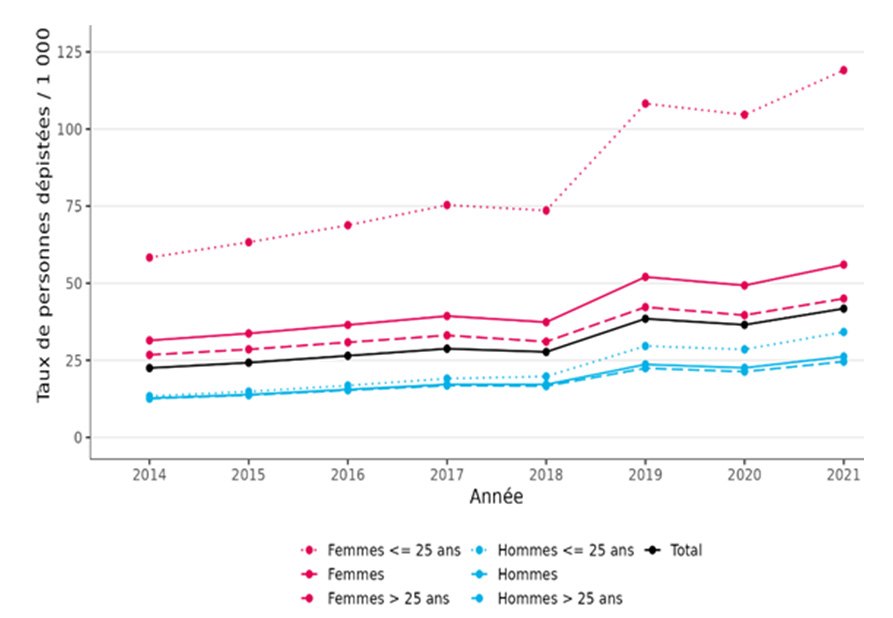 Taux de personnes dépistées / 1 000
125
100
75
50
25
0
2014 2015 2016 2017 2018 2019 2020 2021
Année
Femmes <= 25 ans Hommes <= 25 ans Total
Femmes Hommes
Femmes > 25 ans Hommes > 25 ans